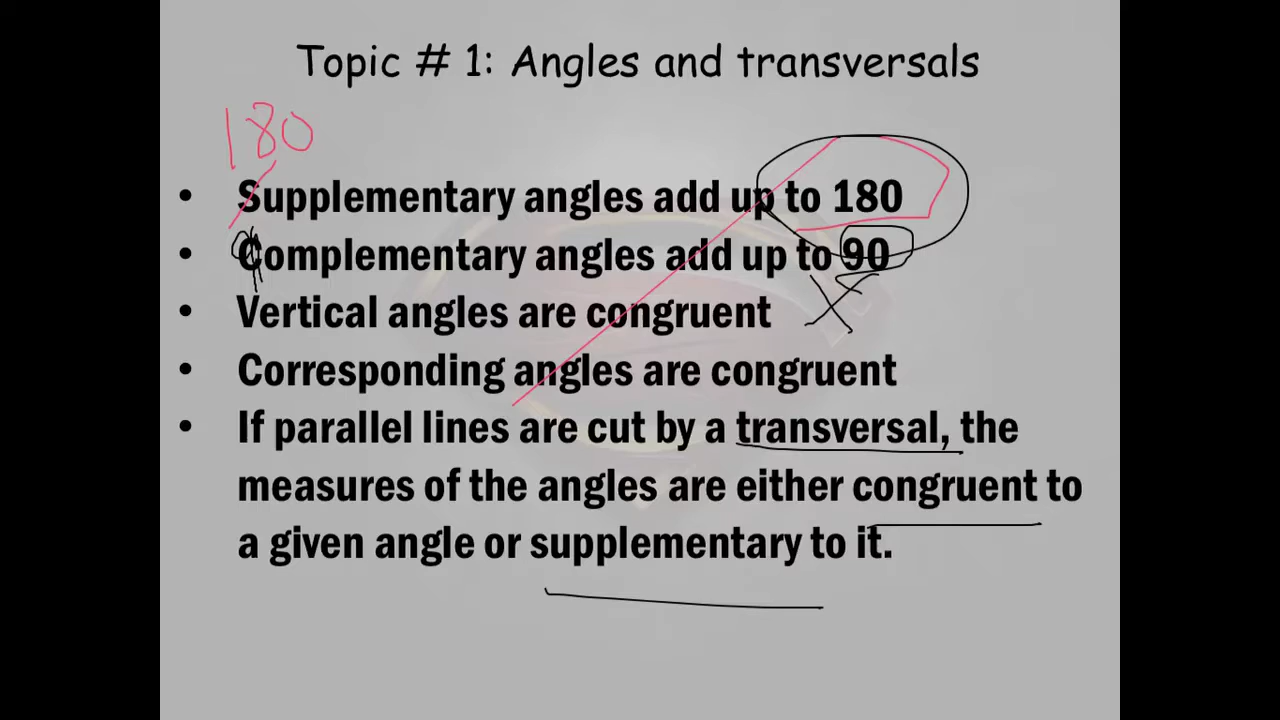 Topic # 1: Angles and transversals
180
• Supplementary angles add up to 180
• Complementary angles add up to 90
• Vertical angles are congruent
• Corresponding angles are congruent
• If parallel lines are cut by a transversal, the
measures of the angles are either congruent to
a given angle or supplementary to it.